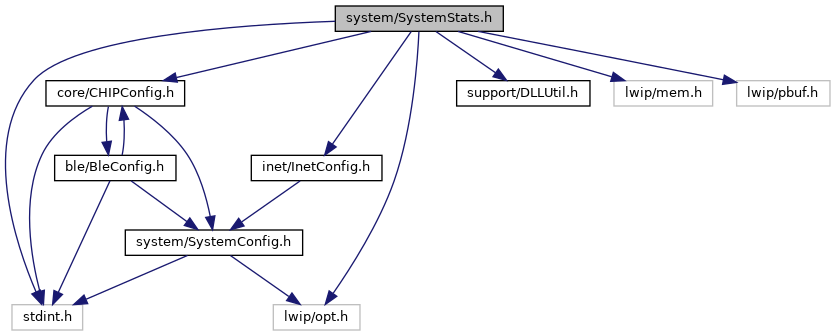 system/SystemStats.h
core/CHIPConfig.h
support/DLLUtil.h
lwip/mem.h
lwip/pbuf.h
ble/BleConfig.h
inet/InetConfig.h
system/SystemConfig.h
stdint.h
lwip/opt.h